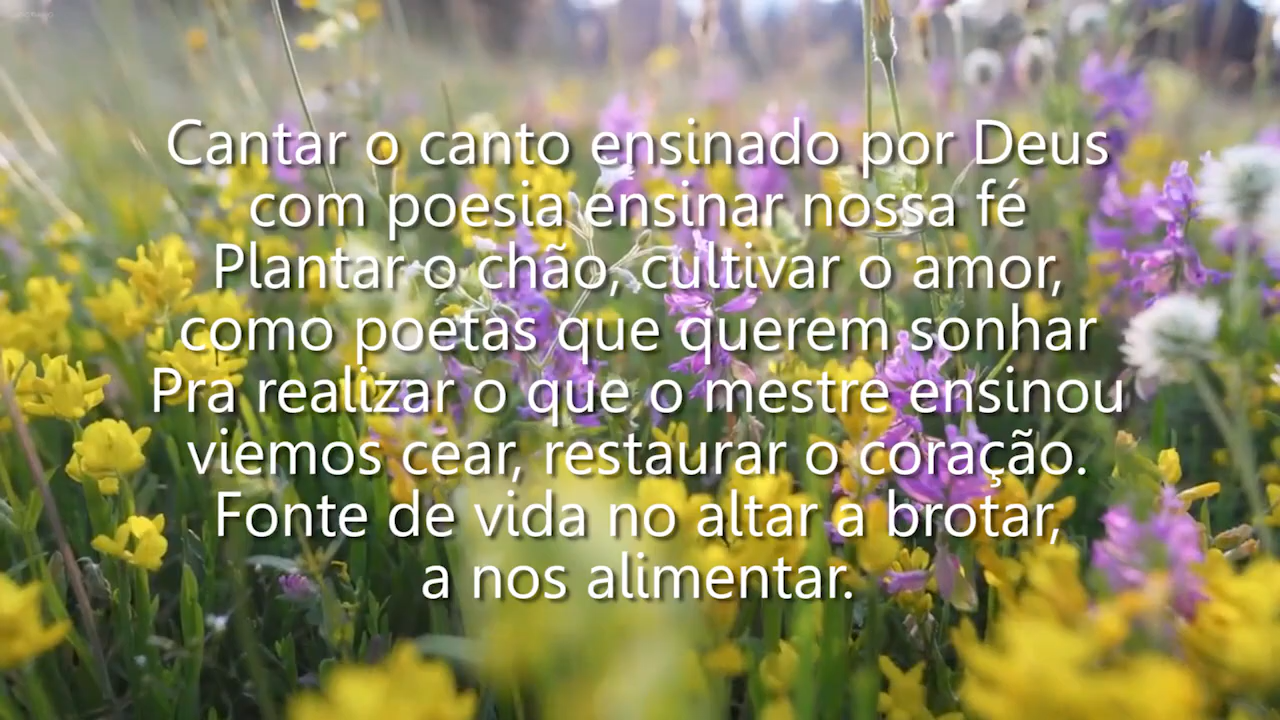 Cantar o canto ensinado por Deus
com poesia ensinar nossa fé
Plantar o chão, cultivar o amor,
como poetas que querem sonhar
Pra realizar o que o mestre ensinou
viemos cear, restaurar o coração.
Fonte de vida no altar a brotar,
a nos alimentar.